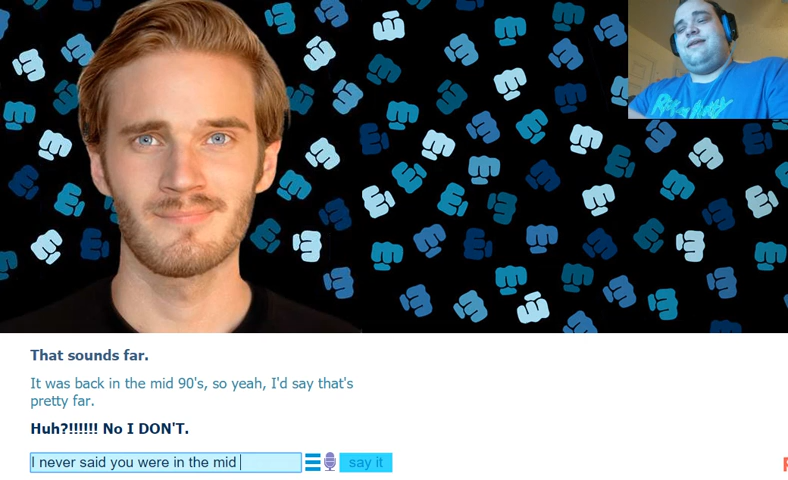 That sounds far.
It was back in the mid 90's, so yeah, I'd say that's
pretty far.
Huh?!!!!!! No I DON'T.
I never said you were in the mid
say it